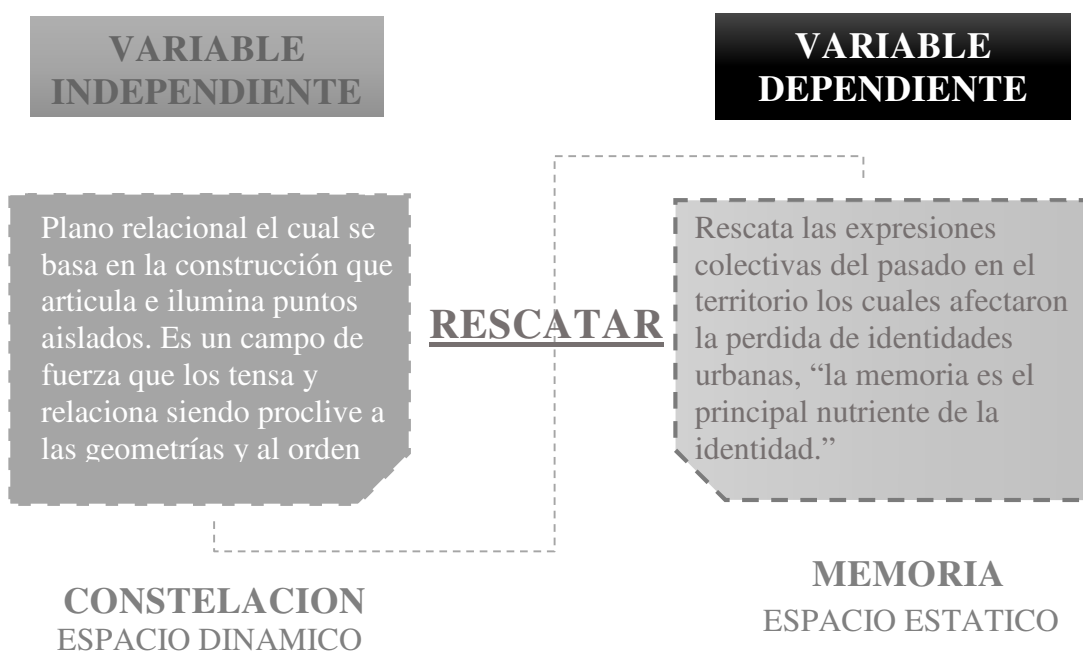 VARIABLE
INDEPENDIENTE
VARIABLE
DEPENDIENTE
Plano relacional el cual se
basa en la construcción que
articula e ilumina puntos
aislados. Es un campo de
fuerza que los tensa y
relaciona siendo proclive a
las geometrías y al orden
RESCATAR
Rescata las expresiones
colectivas del pasado en el
territorio los cuales afectaron
la perdida de identidades
urbanas, “la memoria es el
principal nutriente de la
identidad.”
CONSTELACION
ESPACIO DINAMICO
MEMORIA
ESPACIO ESTATICO